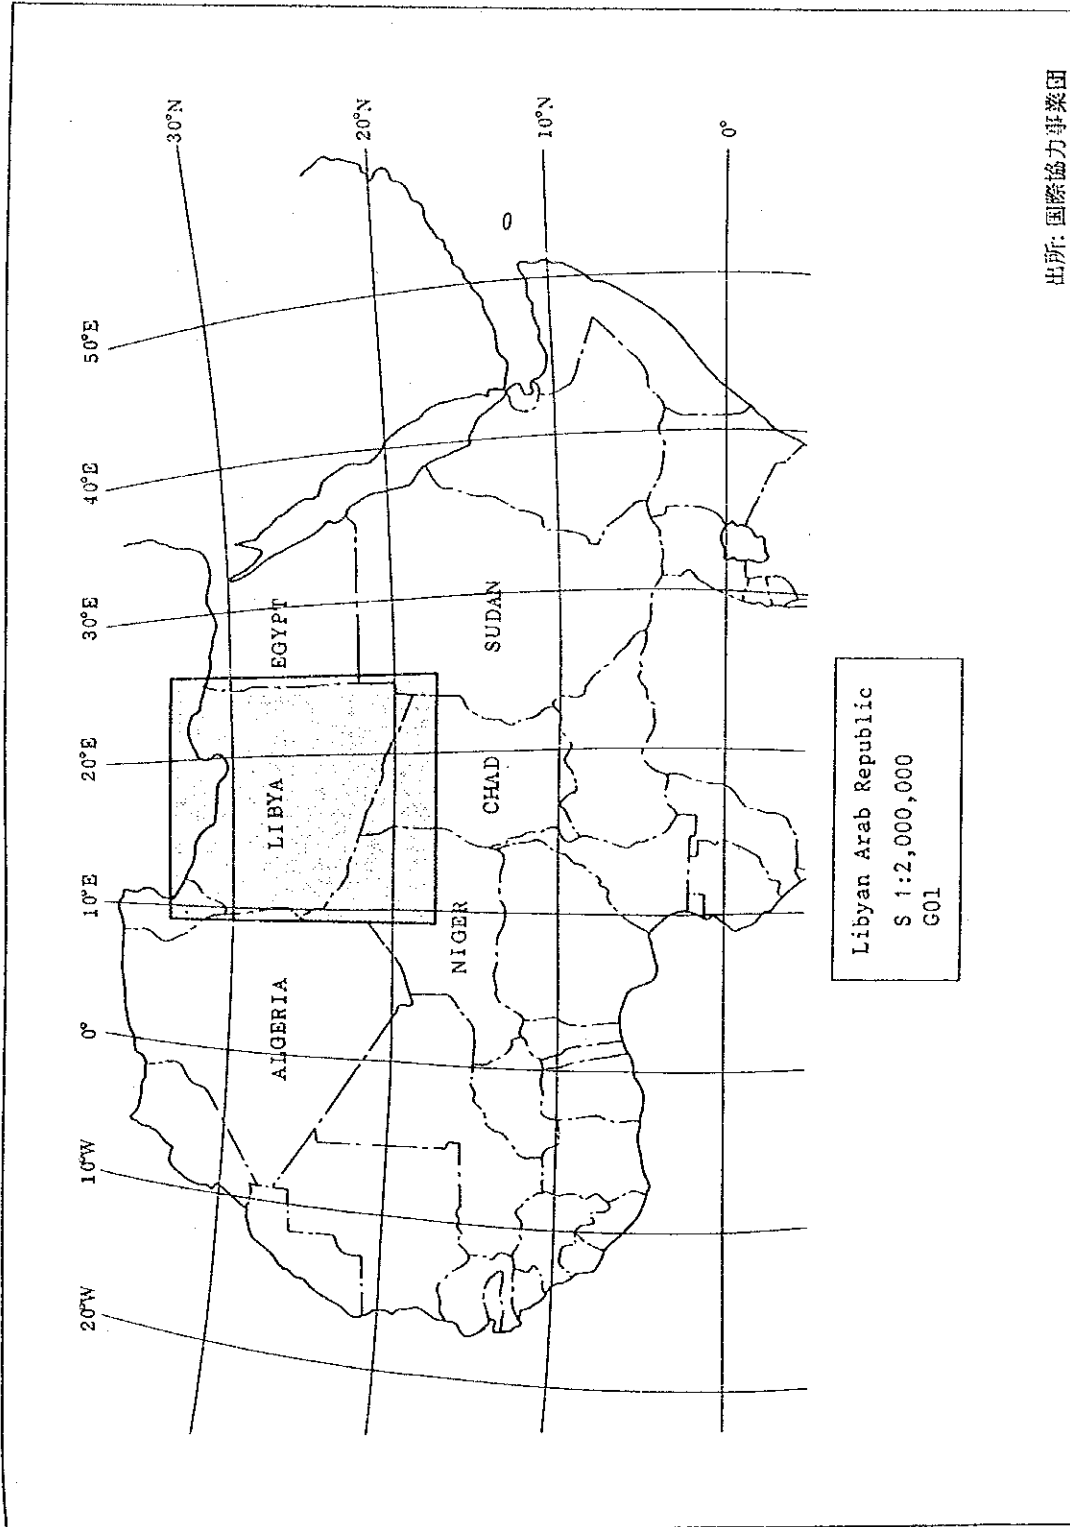 20°W
10°W
0°
10°E
20°E
30°E
40°E
50°E
30°N
20°N
10°N
0°
ALGERIA
LIBYA
EGYPT
NIGER
CHAD
SUDAN
Libyan Arab Republic
S 1:2,000,000
G01
出所: 国際協力事業団